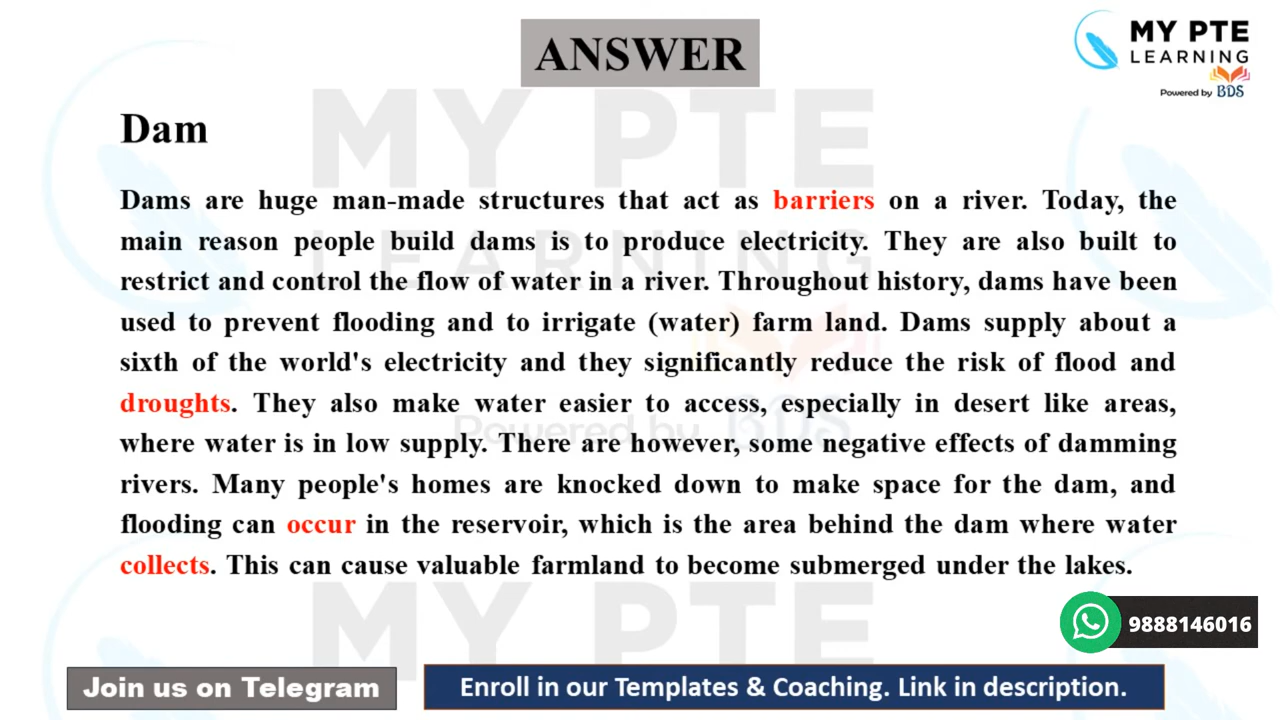 ANSWER
MY PTE
LEARNING
Powered by BDS
Dam
Dams are huge man-made structures that act as barriers on a river. Today, the
main reason people build dams is to produce electricity. They are also built to
restrict and control the flow of water in a river. Throughout history, dams have been
used to prevent flooding and to irrigate (water) farm land. Dams supply about a
sixth of the world's electricity and they significantly reduce the risk of flood and
droughts. They also make water easier to access, especially in desert like areas,
where water is in low supply. There are however, some negative effects of damming
rivers. Many people's homes are knocked down to make space for the dam, and
flooding can occur in the reservoir, which is the area behind the dam where water
collects. This can cause valuable farmland to become submerged under the lakes.
MY PTE
LEARNING
Powered by BDS
MY PTE
9888146016
Join us on Telegram
Enroll in our Templates & Coaching. Link in description.